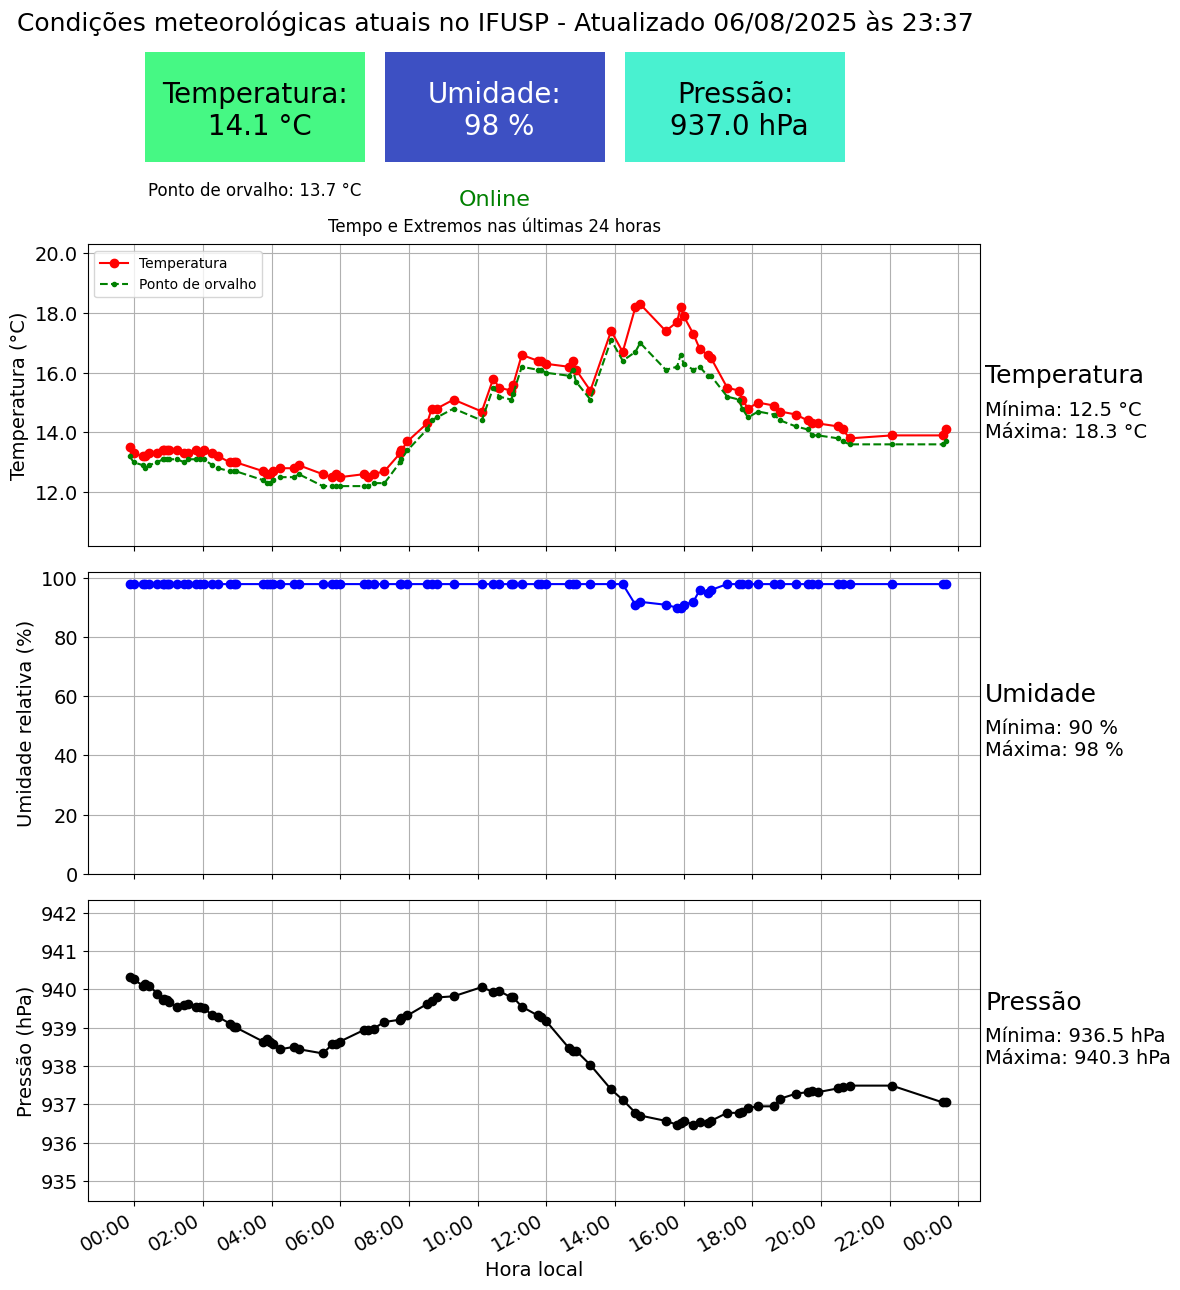 Condições meteorológicas atuais no IFUSP - Atualizado 06/08/2025 às 23:37
Temperatura:
14.1 °C
Umidade:
98 %
Pressão:
937.0 hPa
Ponto de orvalho: 13.7 °C
Online
Tempo e Extremos nas últimas 24 horas
Temperatura (°C)
20.0
18.0
16.0
14.0
12.0
Temperatura
Ponto de orvalho
Temperatura
Mínima: 12.5 °C
Máxima: 18.3 °C
Umidade relativa (%)
100
80
60
40
20
0
Umidade
Mínima: 90 %
Máxima: 98 %
Pressão (hPa)
942
941
940
939
938
937
936
935
Pressão
Mínima: 936.5 hPa
Máxima: 940.3 hPa
00:00 02:00 04:00 06:00 08:00 10:00 12:00 14:00 16:00 18:00 20:00 22:00 00:00
Hora local